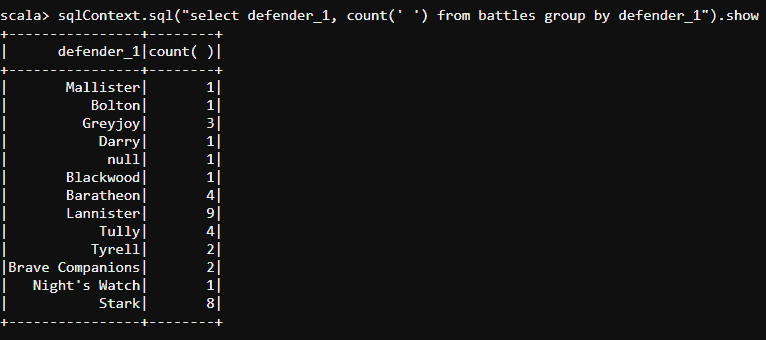 scala> sqlContext.sql("select defender_1, count(' ') from battles group by defender_1").show
+----------------+--------+
|      defender_1|count( )|
+----------------+--------+
|       Mallister|       1|
|          Bolton|       1|
|         Greyjoy|       3|
|           Darry|       1|
|            null|       1|
|       Blackwood|       1|
|       Baratheon|       4|
|       Lannister|       9|
|           Tully|       4|
|          Tyrell|       2|
|Brave Companions|       2|
|   Night's Watch|       1|
|           Stark|       8|
+----------------+--------+